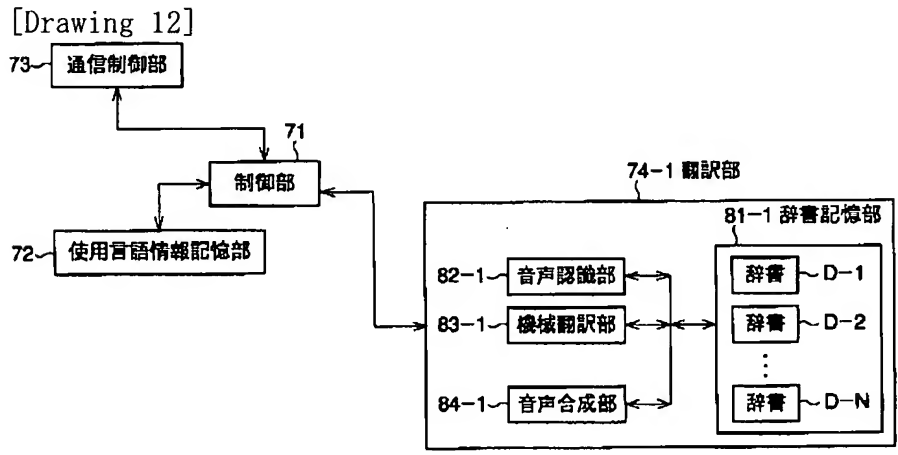 [Drawing 12]
73 通信制御部
71
制御部
74-1 翻訳部
81-1 辞書記憶部
72 使用言語情報記憶部
82-1 音声認識部
辞書 D-1
83-1 機械翻訳部
辞書 D-2
⋮
84-1 音声合成部
辞書 D-N